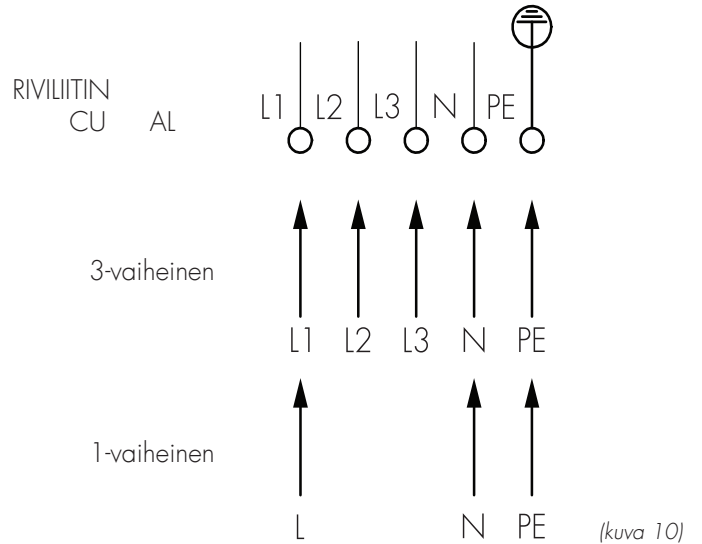 RIVILIITIN
CU AL
L1 L2 L3 N PE
3-vaiheinen
L1 L2 L3 N PE
1-vaiheinen
L N PE
(kuva 10)